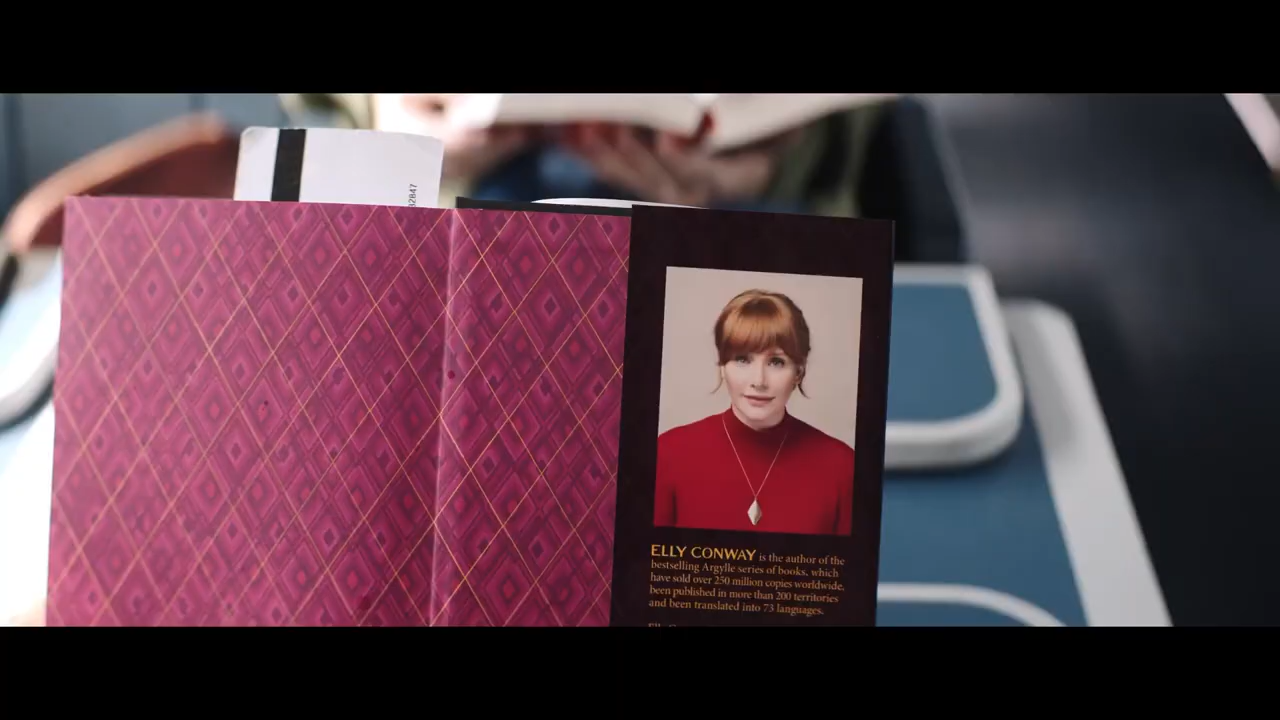 32847
ELLY CONWAY is the author of the
bestselling Argylle series of books, which
have sold over 250 million copies worldwide,
been published in more than 200 territories
and been translated into 73 languages.